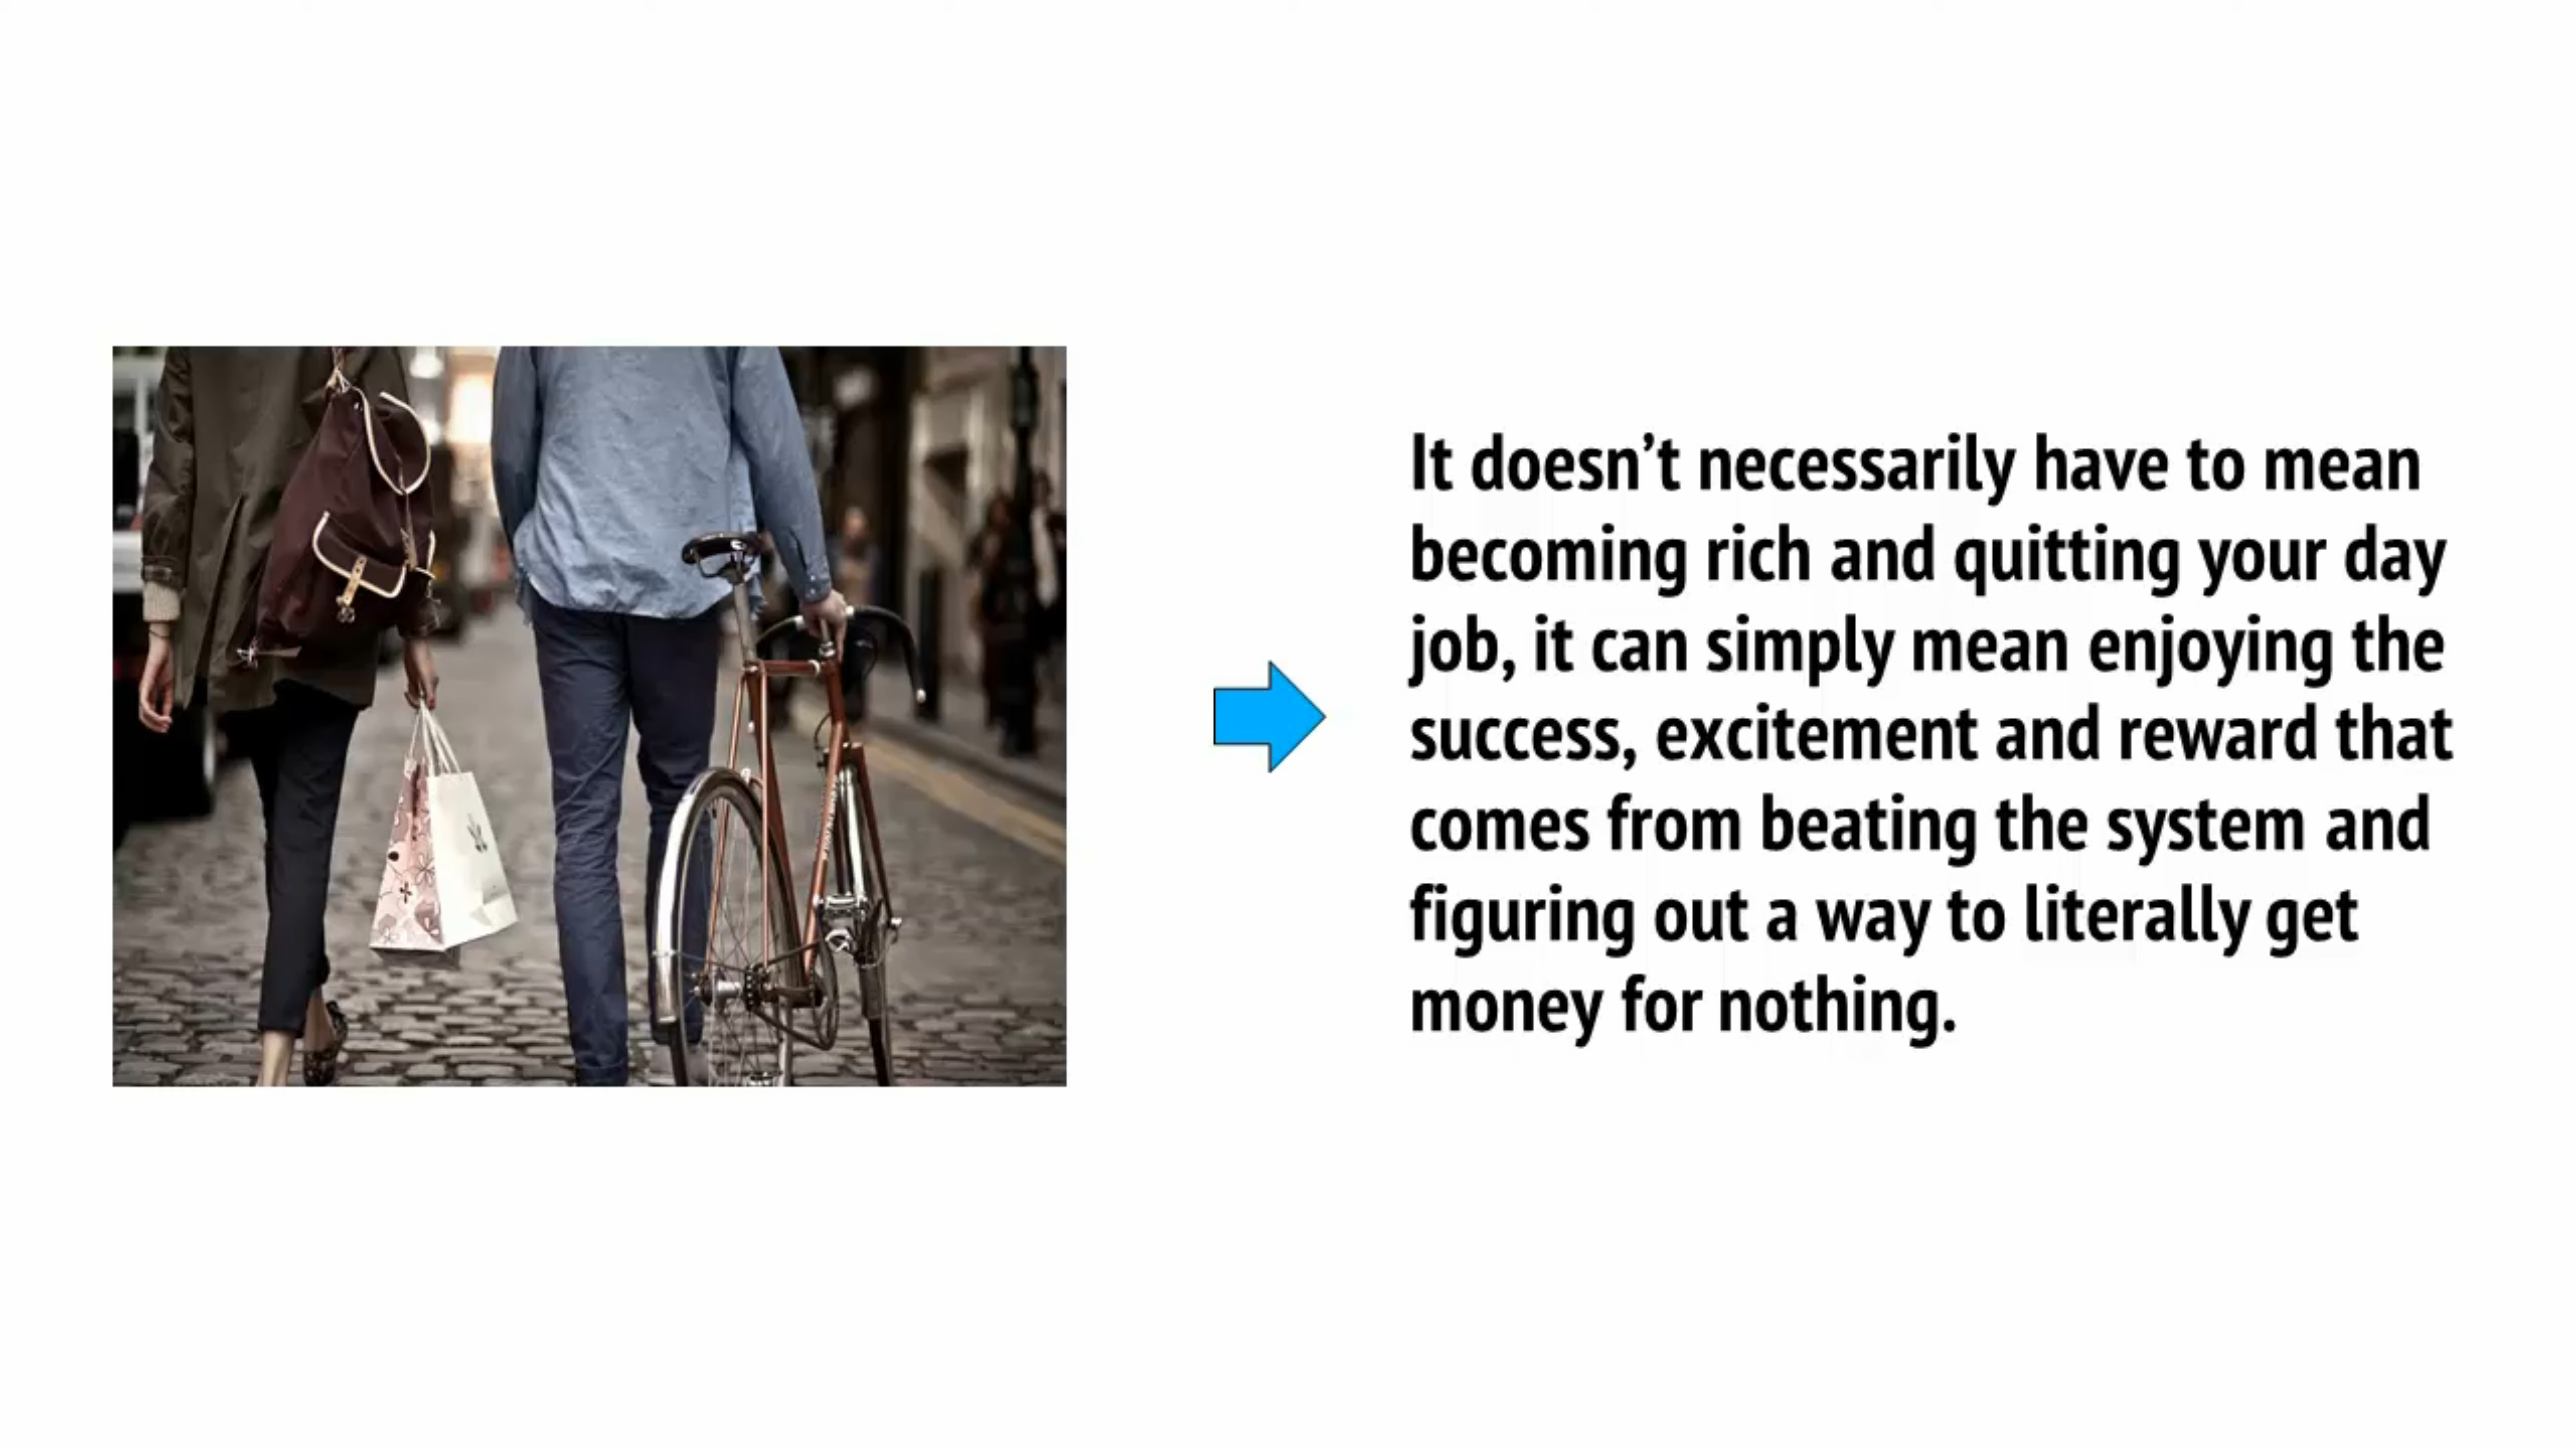 It doesn’t necessarily have to mean
becoming rich and quitting your day
job, it can simply mean enjoying the
success, excitement and reward that
comes from beating the system and
figuring out a way to literally get
money for nothing.